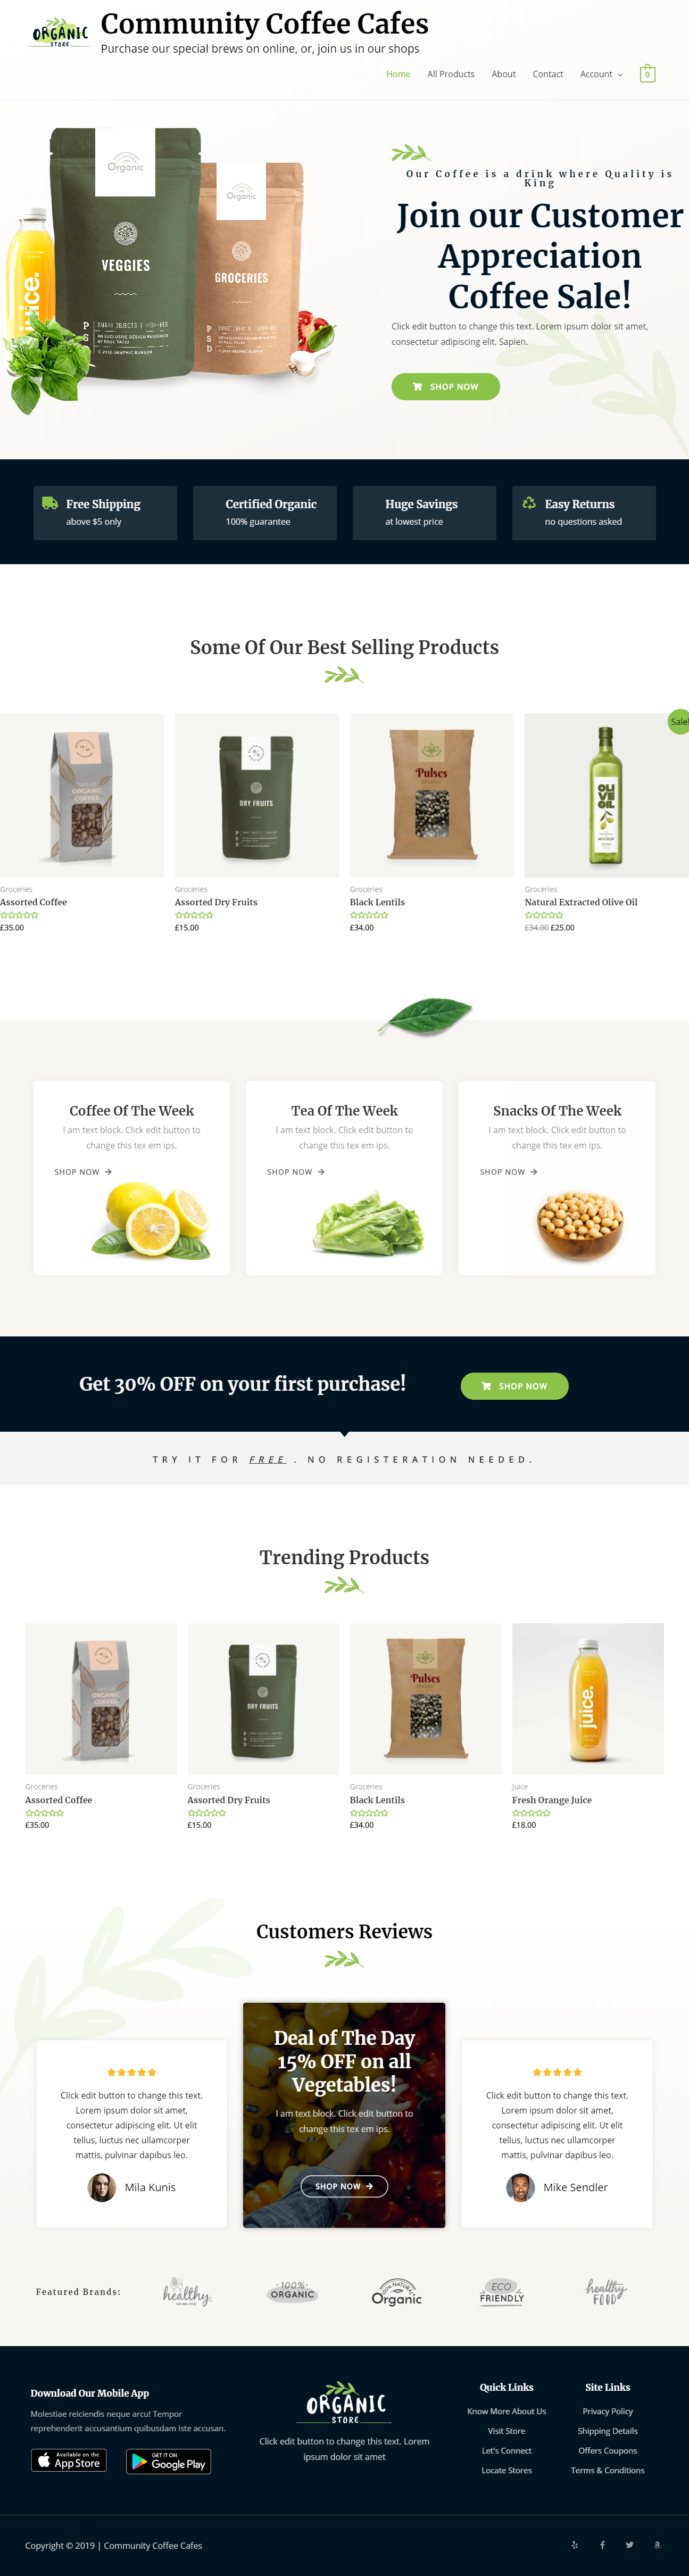 ORGANIC
STORE
Community Coffee Cafes
Purchase our special brews on online, or, join us in our shops
Home
All Products
About
Contact
Account
0
Organic
Organic
VEGGIES
GROCERIES
juice.
P
S
D
P
S
D
Our Coffee is a drink where Quality is
King
Join our Customer
Appreciation
Coffee Sale!
Click edit button to change this text. Lorem ipsum dolor sit amet,
consectetur adipiscing elit. Sapien.
SHOP NOW
Free Shipping
above $5 only
Certified Organic
100% guarantee
Huge Savings
at lowest price
Easy Returns
no questions asked
Some Of Our Best Selling Products
ORGANIC
COFFEE
DRY FRUITS
P
S
D
Pulses
ORGANIC
OLIVE
OIL
Sale!
Groceries
Assorted Coffee
£35.00
Groceries
Assorted Dry Fruits
£15.00
Groceries
Black Lentils
£34.00
Groceries
Natural Extracted Olive Oil
£34.00 £25.00
Coffee Of The Week
I am text block. Click edit button to
change this tex em ips.
SHOP NOW
Tea Of The Week
I am text block. Click edit button to
change this tex em ips.
SHOP NOW
Snacks Of The Week
I am text block. Click edit button to
change this tex em ips.
SHOP NOW
Get 30% OFF on your first purchase!
SHOP NOW
TRY IT FOR FREE . NO REGISTERATION NEEDED.
Trending Products
ORGANIC
COFFEE
DRY FRUITS
P
S
D
Pulses
ORGANIC
juice.
Groceries
Assorted Coffee
£35.00
Groceries
Assorted Dry Fruits
£15.00
Groceries
Black Lentils
£34.00
Juice
Fresh Orange Juice
£18.00
Customers Reviews
Click edit button to change this text.
Lorem ipsum dolor sit amet,
consectetur adipiscing elit. Ut elit
tellus, luctus nec ullamcorper
mattis, pulvinar dapibus leo.
Mila Kunis
Deal of The Day
15% OFF on all
Vegetables!
I am text block. Click edit button to
change this tex em ips.
SHOP NOW
Click edit button to change this text.
Lorem ipsum dolor sit amet,
consectetur adipiscing elit. Ut elit
tellus, luctus nec ullamcorper
mattis, pulvinar dapibus leo.
Mike Sendler
Featured Brands:
healthy
100%
ORGANIC
100% NATURAL
Organic
ECO
FRIENDLY
healthy
FOOD
Download Our Mobile App
Molestiae reiciendis neque arcu! Tempor
reprehenderit accusantium quibusdam iste accusan.
Available on the
App Store
GET IT ON
Google Play
ORGANIC
STORE
Click edit button to change this text. Lorem
ipsum dolor sit amet
Quick Links
Know More About Us
Visit Store
Let's Connect
Locate Stores
Site Links
Privacy Policy
Shipping Details
Offers Coupons
Terms & Conditions
Copyright © 2019 | Community Coffee Cafes